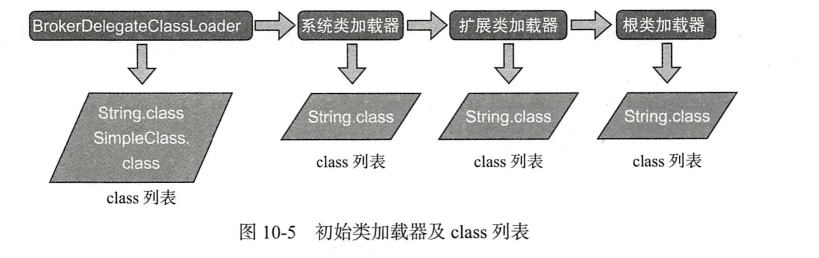 BrokerDelegateClassLoader
系统类加载器
扩展类加载器
根类加载器
String.class
SimpleClass.
class
String.class
String.class
String.class
class 列表
class 列表
class 列表
class 列表
图 10-5 初始类加载器及 class 列表